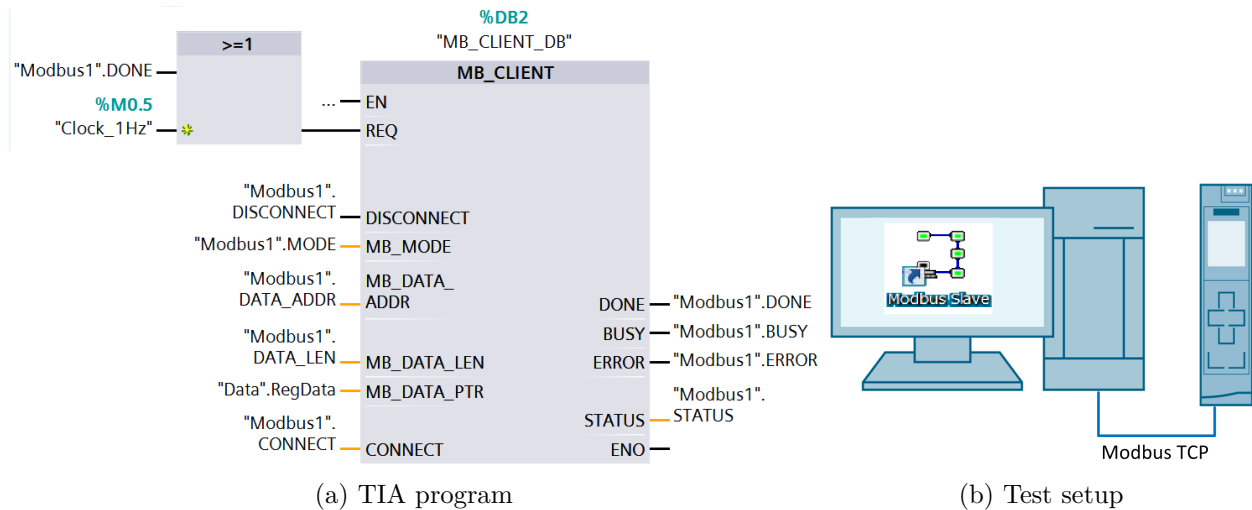 %DB2
"MB_CLIENT_DB"
>=1
"Modbus1".DONE
%M0.5
"Clock_1Hz"
MB_CLIENT
... EN
REQ
"Modbus1".
DISCONNECT
DISCONNECT
"Modbus1".MODE
MB_MODE
"Modbus1".
DATA_ADDR
MB_DATA_
ADDR
"Modbus1".
DATA_LEN
MB_DATA_LEN
"Data".RegData
MB_DATA_PTR
"Modbus1".
CONNECT
CONNECT
DONE
"Modbus1".DONE
BUSY
"Modbus1".BUSY
ERROR
"Modbus1".ERROR
STATUS
"Modbus1".
STATUS
ENO
(a) TIA program
Modbus Slave
Modbus TCP
(b) Test setup